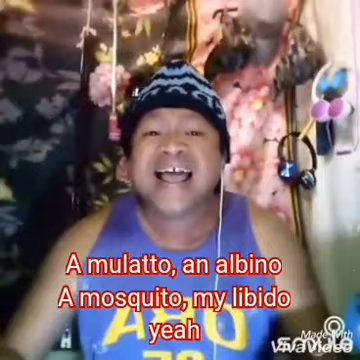 A mulatto, an albino
A mosquito, my libido
yeah
Made With
VivaVideo